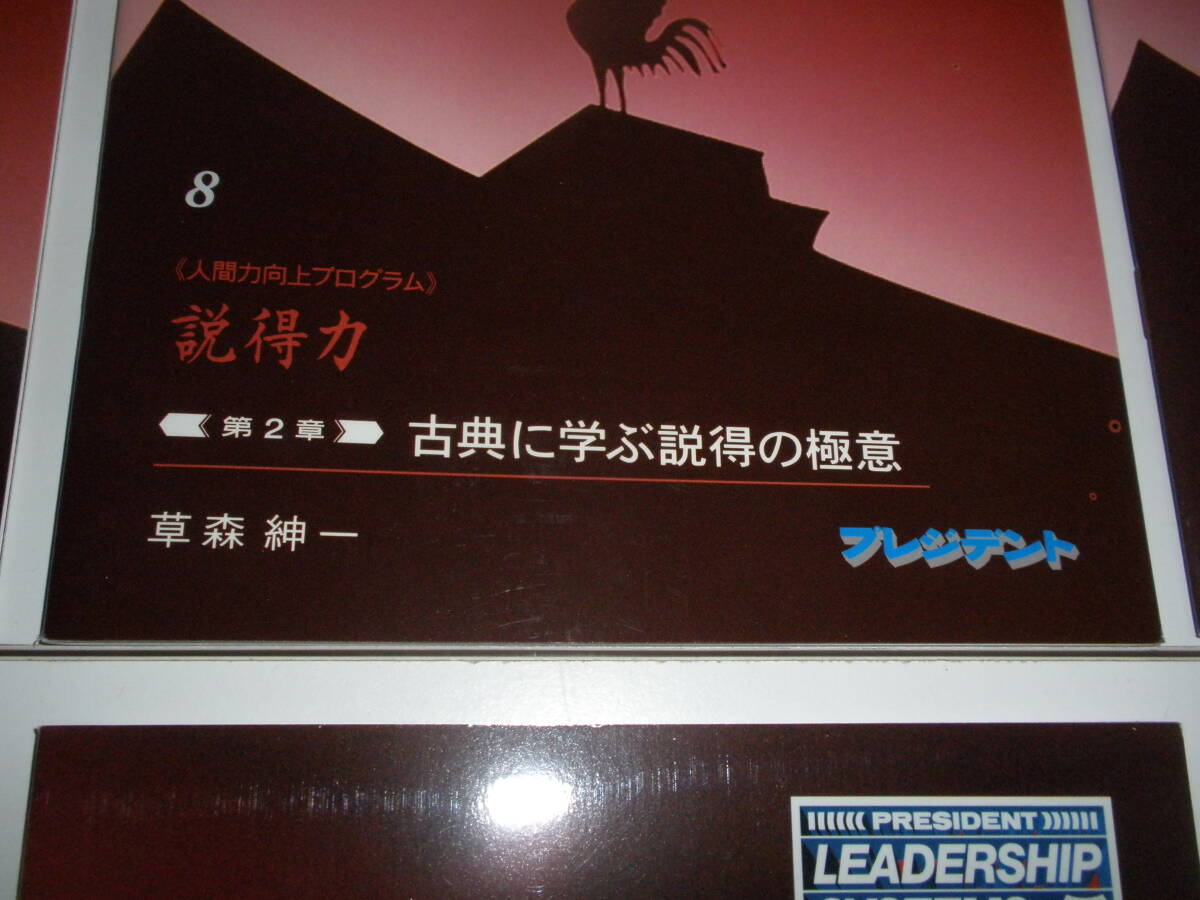 8
《人間力向上プログラム》
説得力
第2章 古典に学ぶ説得の極意
草森 紳一
プレジデント
PRESIDENT
LEADERSHIP